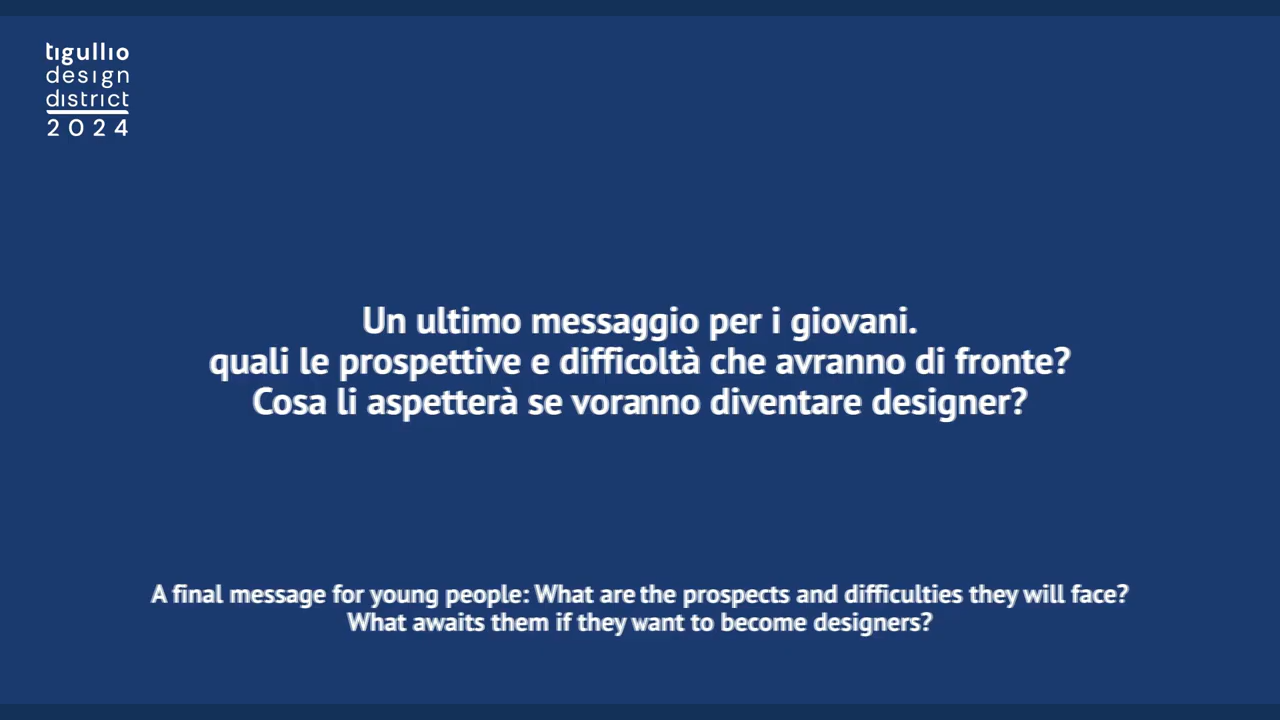 tigullio
design
district
2024
Un ultimo messaggio per i giovani.
quali le prospettive e difficoltà che avranno di fronte?
Cosa li aspetterà se voranno diventare designer?
A final message for young people: What are the prospects and difficulties they will face?
What awaits them if they want to become designers?